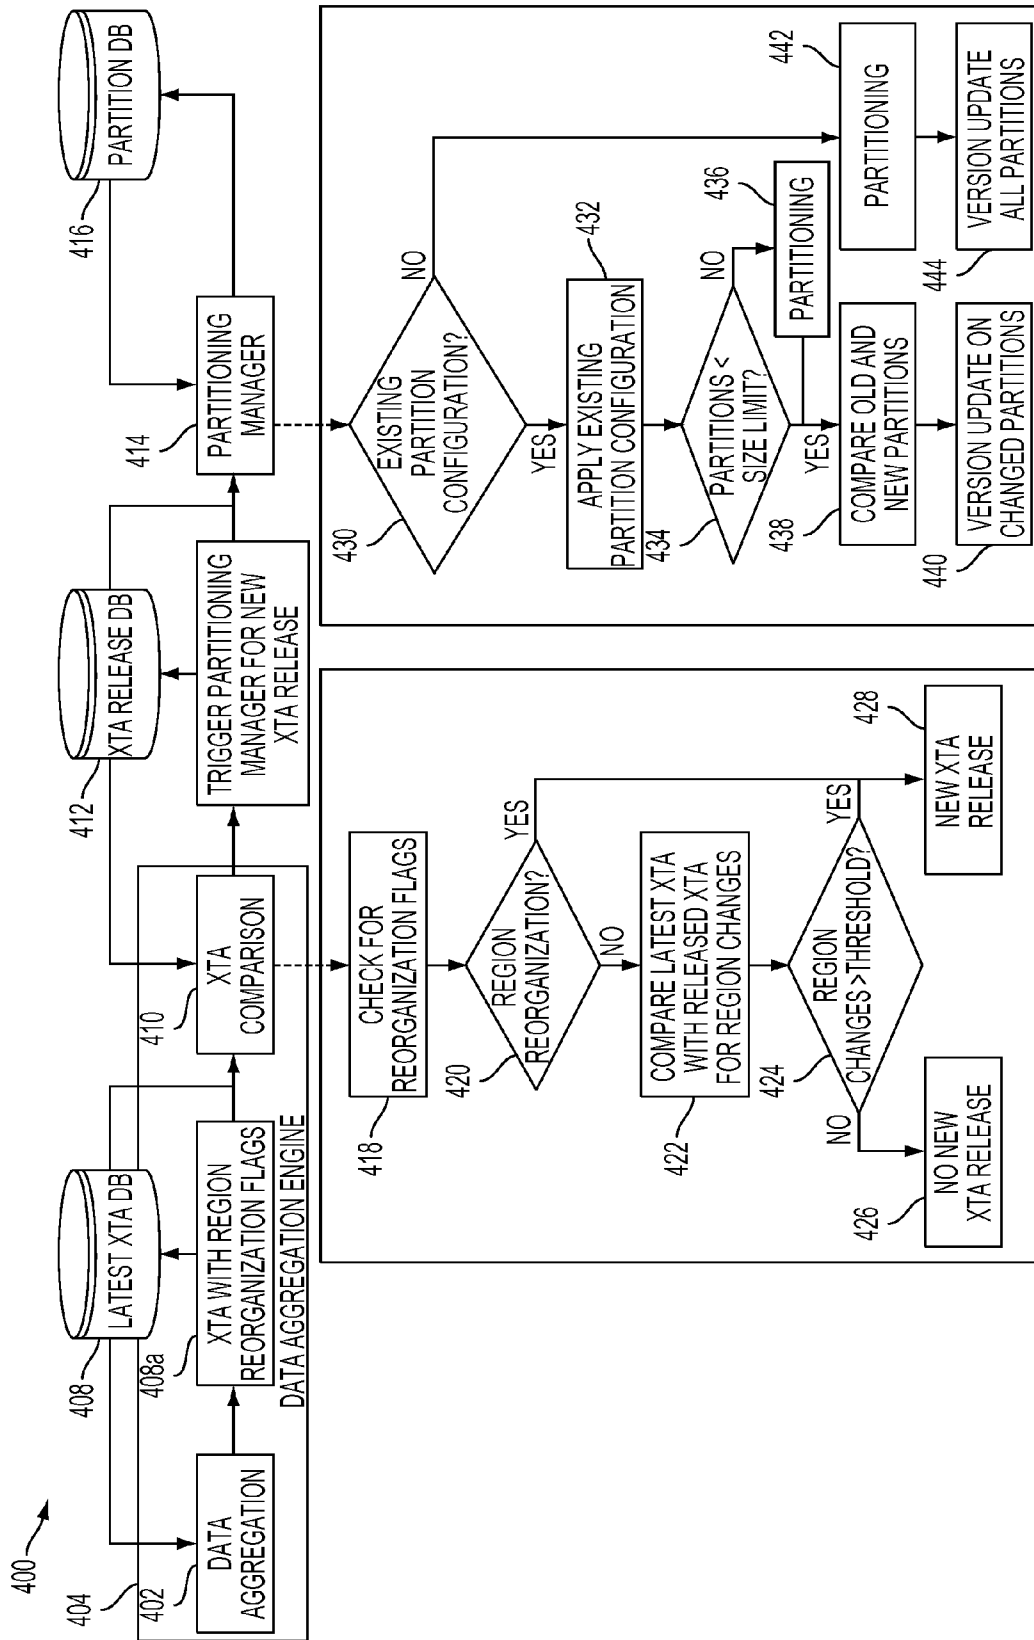 400
404
402
DATA
AGGREGATION
408
LATEST XTA DB
408a
XTA WITH REGION
REORGANIZATION FLAGS
DATA AGGREGATION ENGINE
410
XTA
COMPARISON
412
XTA RELEASE DB
TRIGGER PARTITIONING
MANAGER FOR NEW
XTA RELEASE
414
PARTITIONING
MANAGER
416
PARTITION DB
418
CHECK FOR
REORGANIZATION FLAGS
420
REGION
REORGANIZATION?
YES
NO
422
COMPARE LATEST XTA
WITH RELEASED XTA
FOR REGION CHANGES
424
REGION
CHANGES >THRESHOLD?
NO
YES
426
NO NEW
XTA RELEASE
428
NEW XTA
RELEASE
430
EXISTING
PARTITION
CONFIGURATION?
NO
YES
432
APPLY EXISTING
PARTITION CONFIGURATION
434
PARTITIONS <
SIZE LIMIT?
NO
YES
436
PARTITIONING
438
COMPARE OLD AND
NEW PARTITIONS
440
VERSION UPDATE ON
CHANGED PARTITIONS
442
PARTITIONING
444
VERSION UPDATE
ALL PARTITIONS